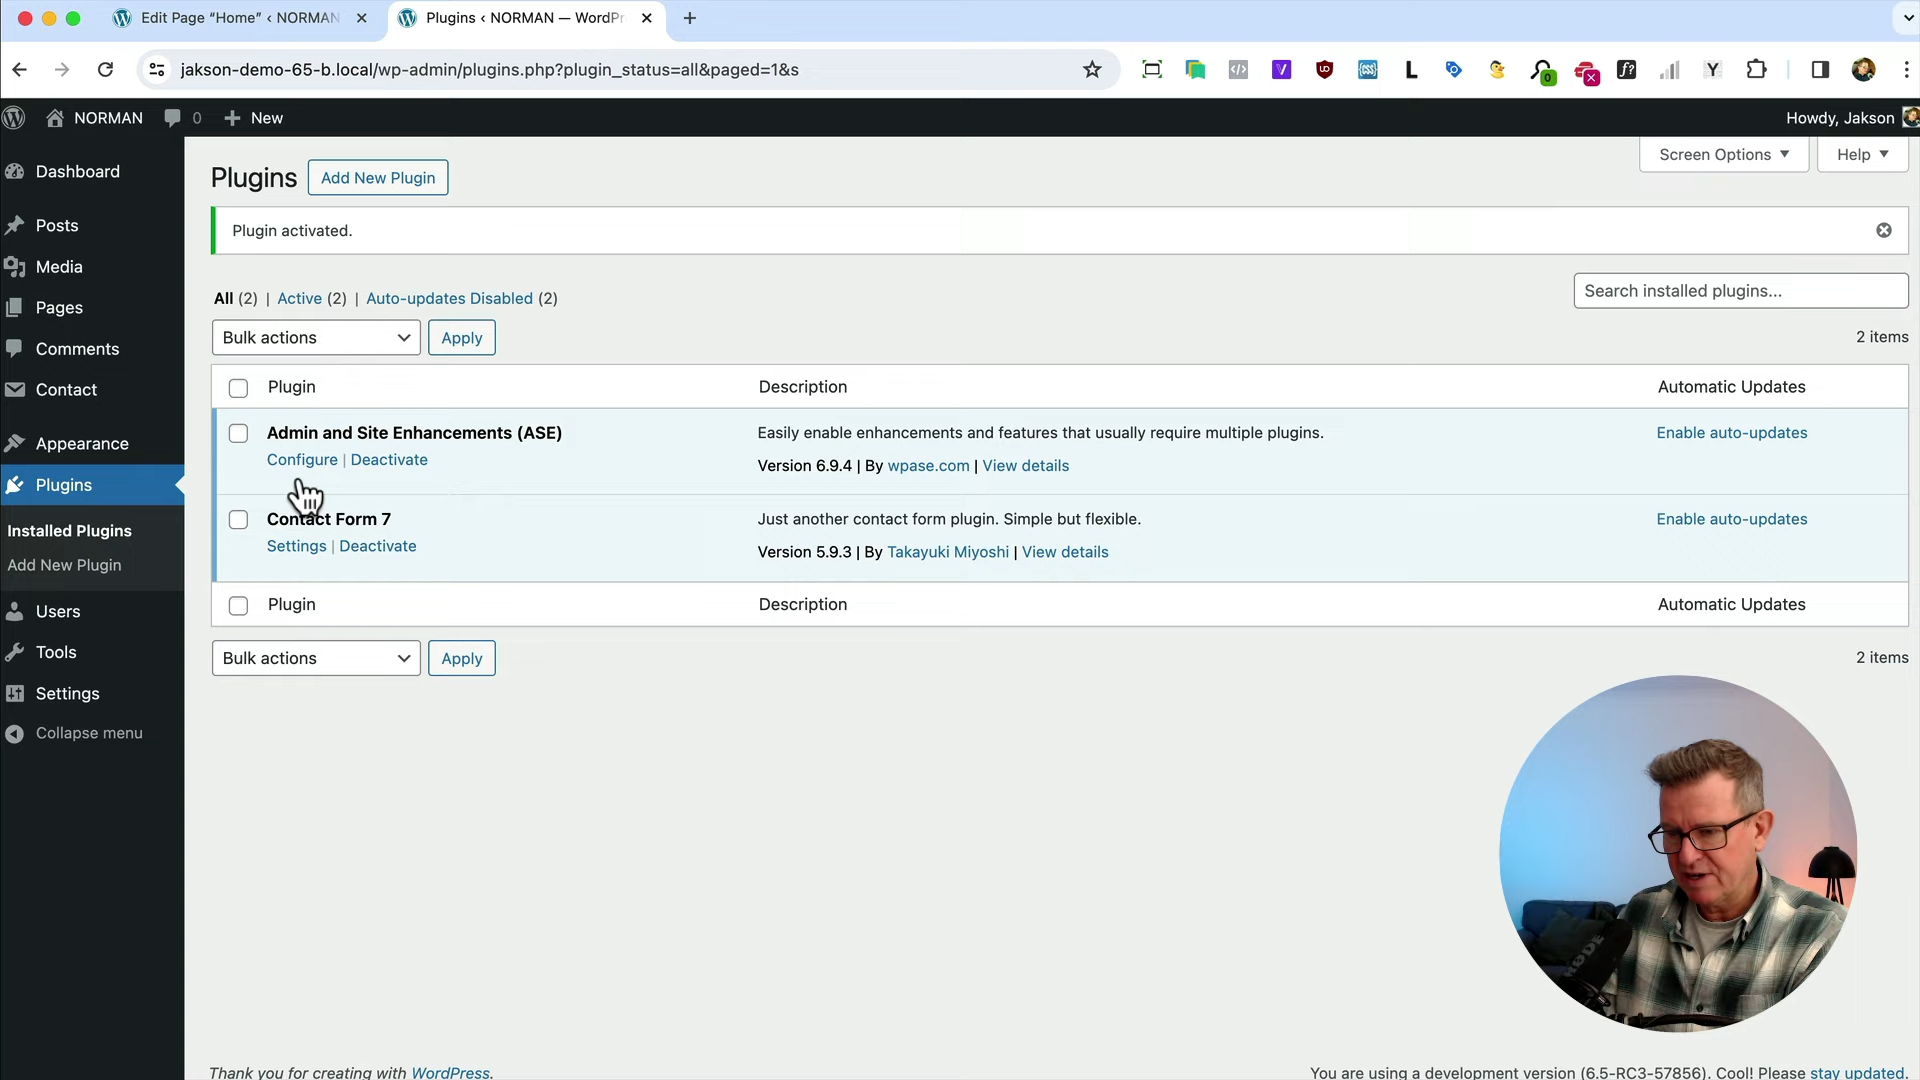 Edit Page “Home” ‹ NORMAN
Plugins ‹ NORMAN — WordPr
jakson-demo-65-b.local/wp-admin/plugins.php?plugin_status=all&paged=1&s
NORMAN
0
New
Howdy, Jakson
Dashboard
Posts
Media
Pages
Comments
Contact
Appearance
Plugins
Installed Plugins
Add New Plugin
Users
Tools
Settings
Collapse menu
Screen Options
Help
Plugins
Add New Plugin
Plugin activated.
All (2) | Active (2) | Auto-updates Disabled (2)
Search installed plugins...
Bulk actions
Apply
2 items
Plugin
Description
Automatic Updates
Admin and Site Enhancements (ASE)
Configure | Deactivate
Easily enable enhancements and features that usually require multiple plugins.
Version 6.9.4 | By wpase.com | View details
Enable auto-updates
Contact Form 7
Settings | Deactivate
Just another contact form plugin. Simple but flexible.
Version 5.9.3 | By Takayuki Miyoshi | View details
Enable auto-updates
Plugin
Description
Automatic Updates
Bulk actions
Apply
2 items
RØDE
Thank you for creating with WordPress.
You are using a development version (6.5-RC3-57856). Cool! Please stay updated.